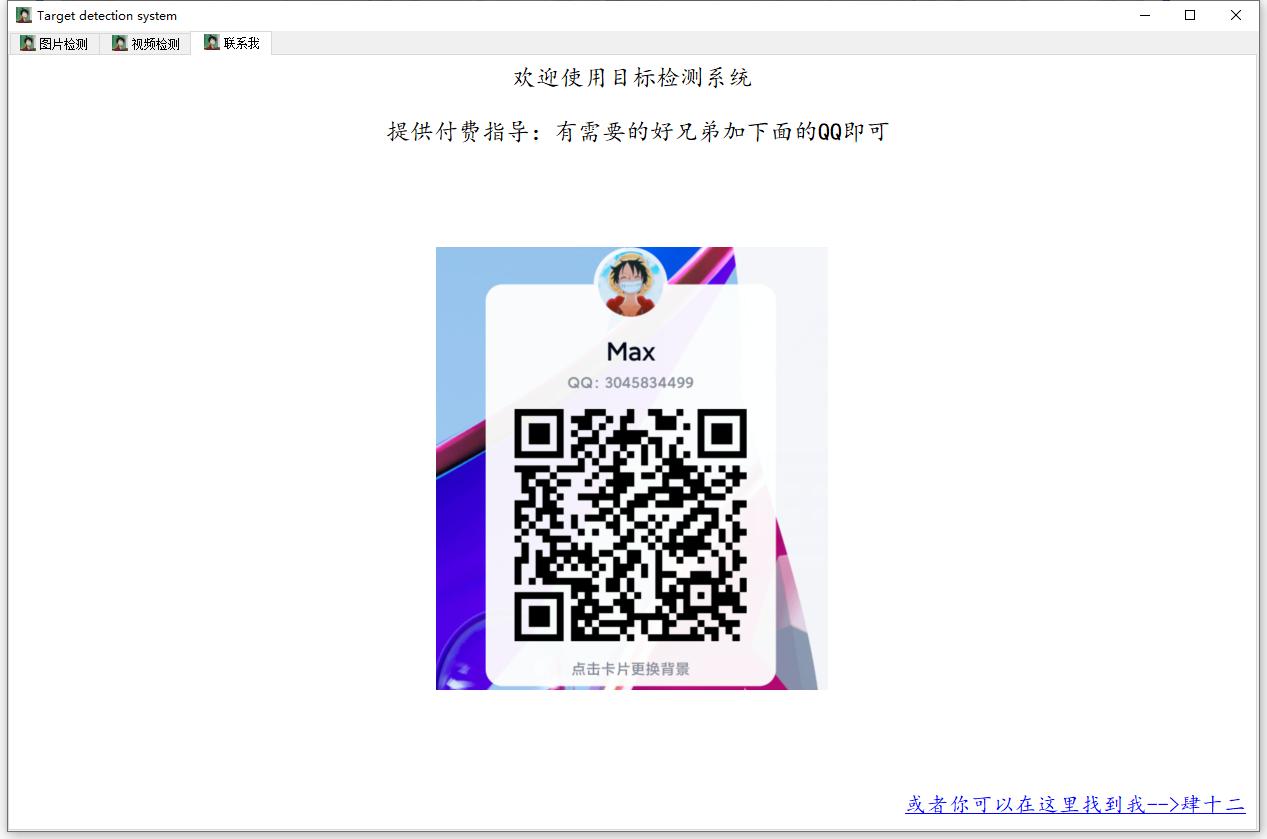 Target detection system
图片检测 视频检测 联系我
欢迎使用目标检测系统
提供付费指导：有需要的好兄弟加下面的QQ即可
Max
QQ：3045834499
点击卡片更换背景
或者你可以在这里找到我-->肆十二